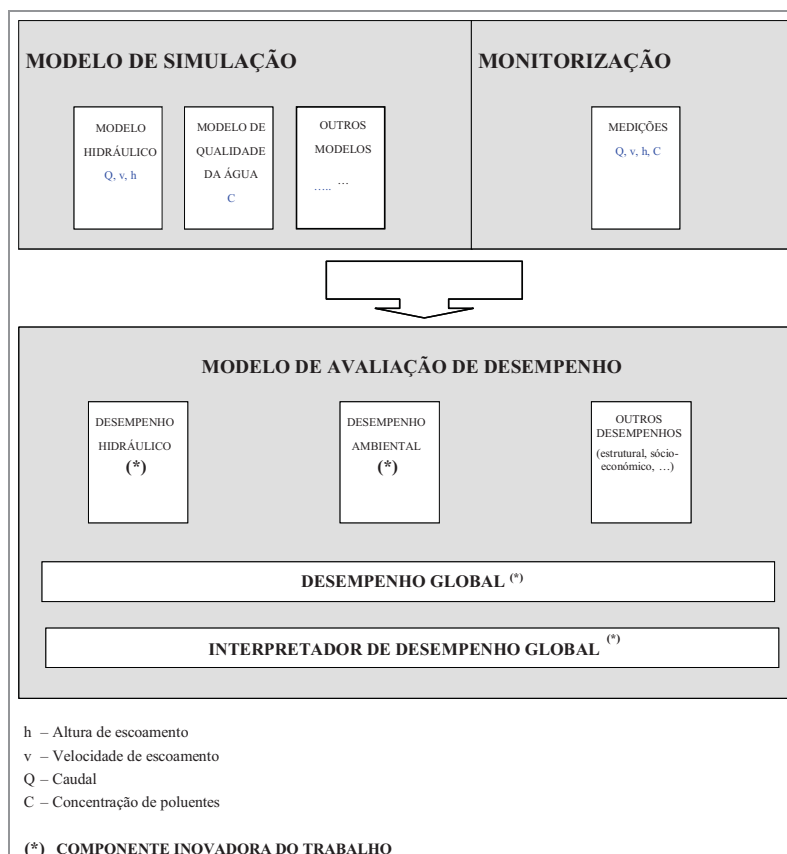 MODELO DE SIMULAÇÃO
MODELO
HIDRÁULICO
Q, v, h
MODELO DE
QUALIDADE
DA ÁGUA
C
OUTROS
MODELOS
….. …
MONITORIZAÇÃO
MEDIÇÕES
Q, v, h, C
MODELO DE AVALIAÇÃO DE DESEMPENHO
DESEMPENHO
HIDRÁULICO
(*)
DESEMPENHO
AMBIENTAL
(*)
OUTROS
DESEMPENHOS
(estrutural, sócio-
económico, …)
DESEMPENHO GLOBAL (*)
INTERPRETADOR DE DESEMPENHO GLOBAL (*)
h – Altura de escoamento
v – Velocidade de escoamento
Q – Caudal
C – Concentração de poluentes
(*) COMPONENTE INOVADORA DO TRABALHO